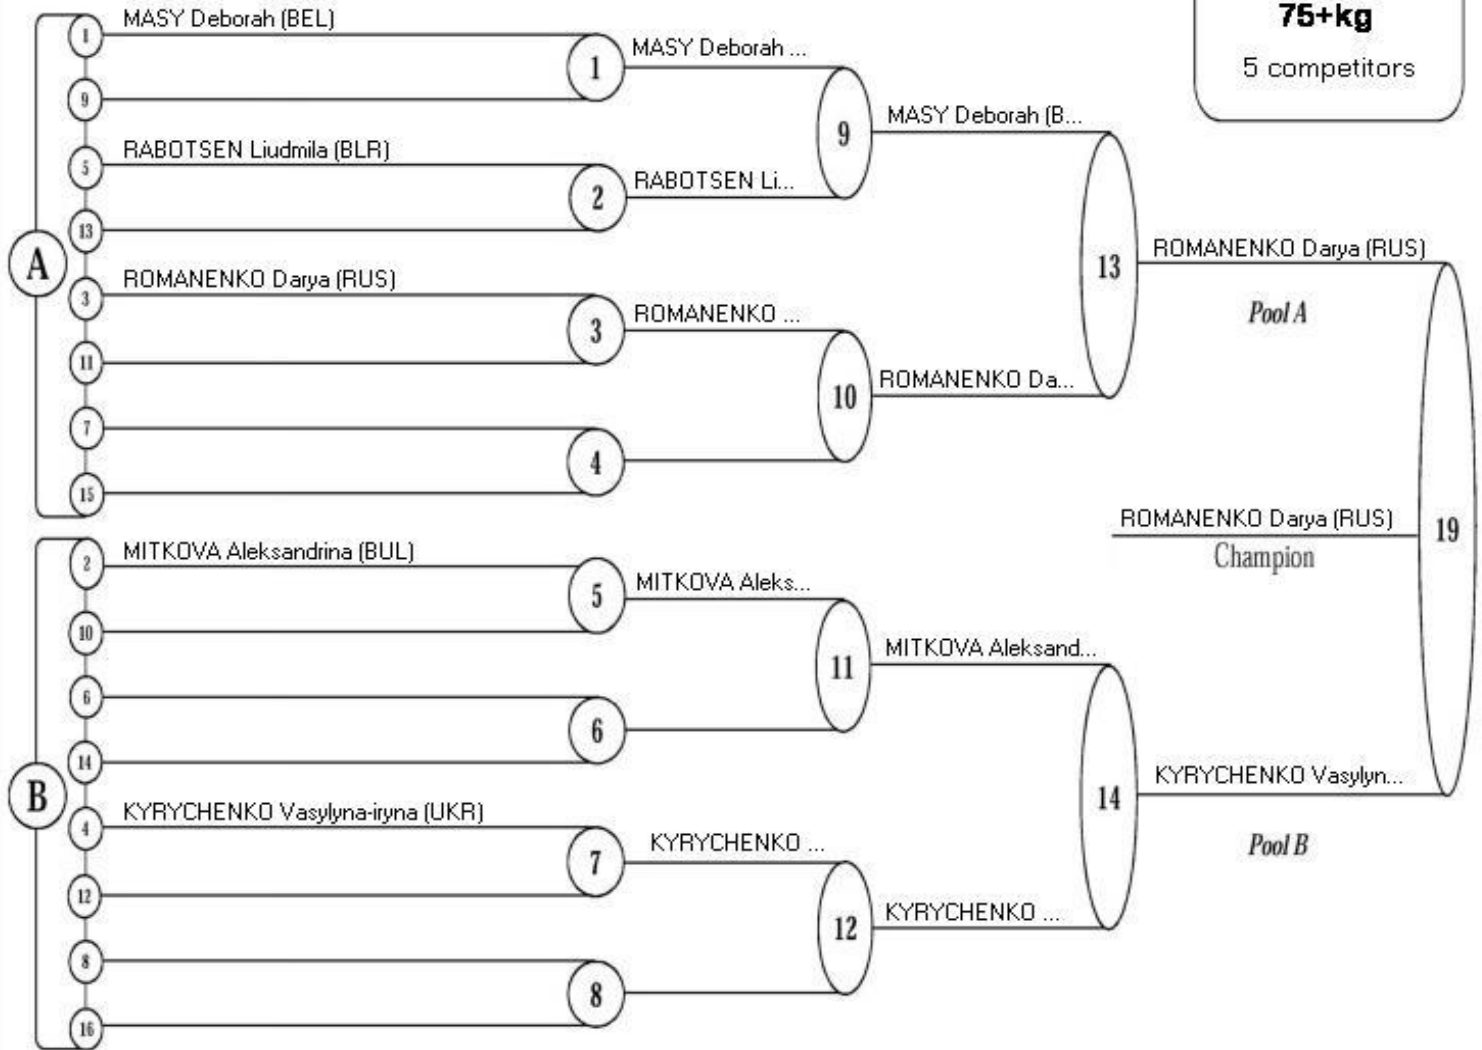 75+kg
5 competitors
A
1
MASY Deborah (BEL)
9
5
RABOTSEN Liudmila (BLR)
13
3
ROMANENKO Darya (RUS)
11
7
15
1
MASY Deborah ...
2
RABOTSEN Li...
3
ROMANENKO ...
4
9
MASY Deborah (B...
10
ROMANENKO Da...
13
ROMANENKO Darya (RUS)
Pool A
B
2
MITKOVA Aleksandrina (BUL)
10
6
14
4
KYRYCHENKO Vasylyna-iryna (UKR)
12
8
16
5
MITKOVA Aleks...
6
7
KYRYCHENKO ...
8
11
MITKOVA Aleksand...
12
KYRYCHENKO ...
14
KYRYCHENKO Vasylyn...
Pool B
19
ROMANENKO Darya (RUS)
Champion